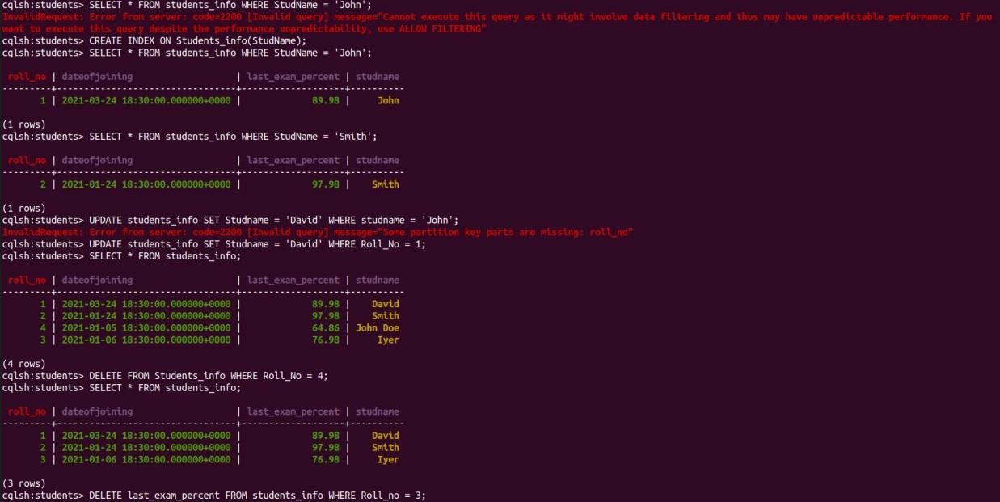 cqlsh:students> SELECT * FROM students_info WHERE StudName = 'John';
InvalidRequest: Error from server: code=2200 [Invalid query] message="Cannot execute this query as it might involve data filtering and thus may have unpredictable performance. If you
want to execute this query despite the performance unpredictability, use ALLOW FILTERING"
cqlsh:students> CREATE INDEX ON Students_info(StudName);
cqlsh:students> SELECT * FROM students_info WHERE StudName = 'John';
roll_no | dateofjoining | last_exam_percent | studname
---------+---------------------------------+-------------------+----------
1 | 2021-03-24 18:30:00.000000+0000 | 89.98 | John
(1 rows)
cqlsh:students> SELECT * FROM students_info WHERE StudName = 'Smith';
roll_no | dateofjoining | last_exam_percent | studname
---------+---------------------------------+-------------------+----------
2 | 2021-01-24 18:30:00.000000+0000 | 97.98 | Smith
(1 rows)
cqlsh:students> UPDATE students_info SET Studname = 'David' WHERE studname = 'John';
InvalidRequest: Error from server: code=2200 [Invalid query] message="Some partition key parts are missing: roll_no"
cqlsh:students> UPDATE students_info SET Studname = 'David' WHERE Roll_No = 1;
cqlsh:students> SELECT * FROM students_info;
roll_no | dateofjoining | last_exam_percent | studname
---------+---------------------------------+-------------------+----------
1 | 2021-03-24 18:30:00.000000+0000 | 89.98 | David
2 | 2021-01-24 18:30:00.000000+0000 | 97.98 | Smith
4 | 2021-01-05 18:30:00.000000+0000 | 64.86 | John Doe
3 | 2021-01-06 18:30:00.000000+0000 | 76.98 | Iyer
(4 rows)
cqlsh:students> DELETE FROM Students_info WHERE Roll_No = 4;
cqlsh:students> SELECT * FROM students_info;
roll_no | dateofjoining | last_exam_percent | studname
---------+---------------------------------+-------------------+----------
1 | 2021-03-24 18:30:00.000000+0000 | 89.98 | David
2 | 2021-01-24 18:30:00.000000+0000 | 97.98 | Smith
3 | 2021-01-06 18:30:00.000000+0000 | 76.98 | Iyer
(3 rows)
cqlsh:students> DELETE last_exam_percent FROM students_info WHERE Roll_no = 3;